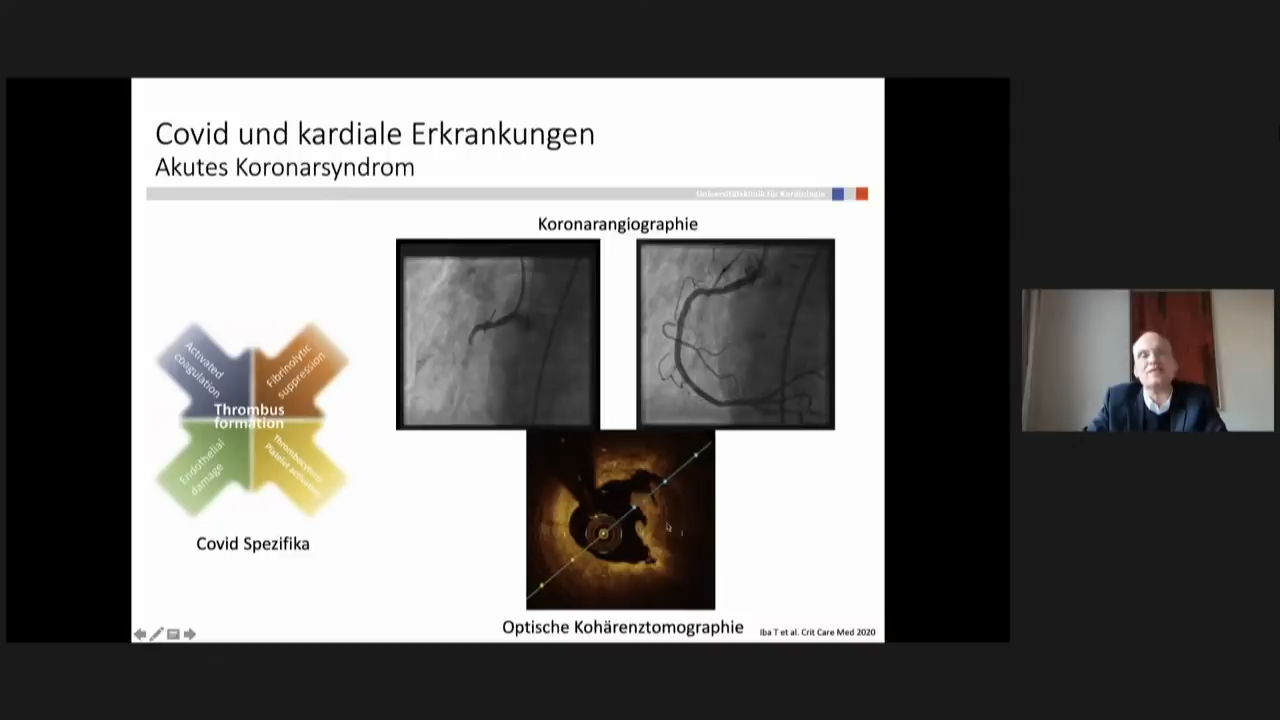 Covid und kardiale Erkrankungen
Akutes Koronarsyndrom
Universitätsklinik für Kardiologie
Koronarangiographie
Activated
coagulation
Fibrinolytic
suppression
Thrombus
formation
Endothelial
damage
Platelet
Covid Spezifika
Optische Kohärenztomographie
Iba T et al. Crit Care Med 2020